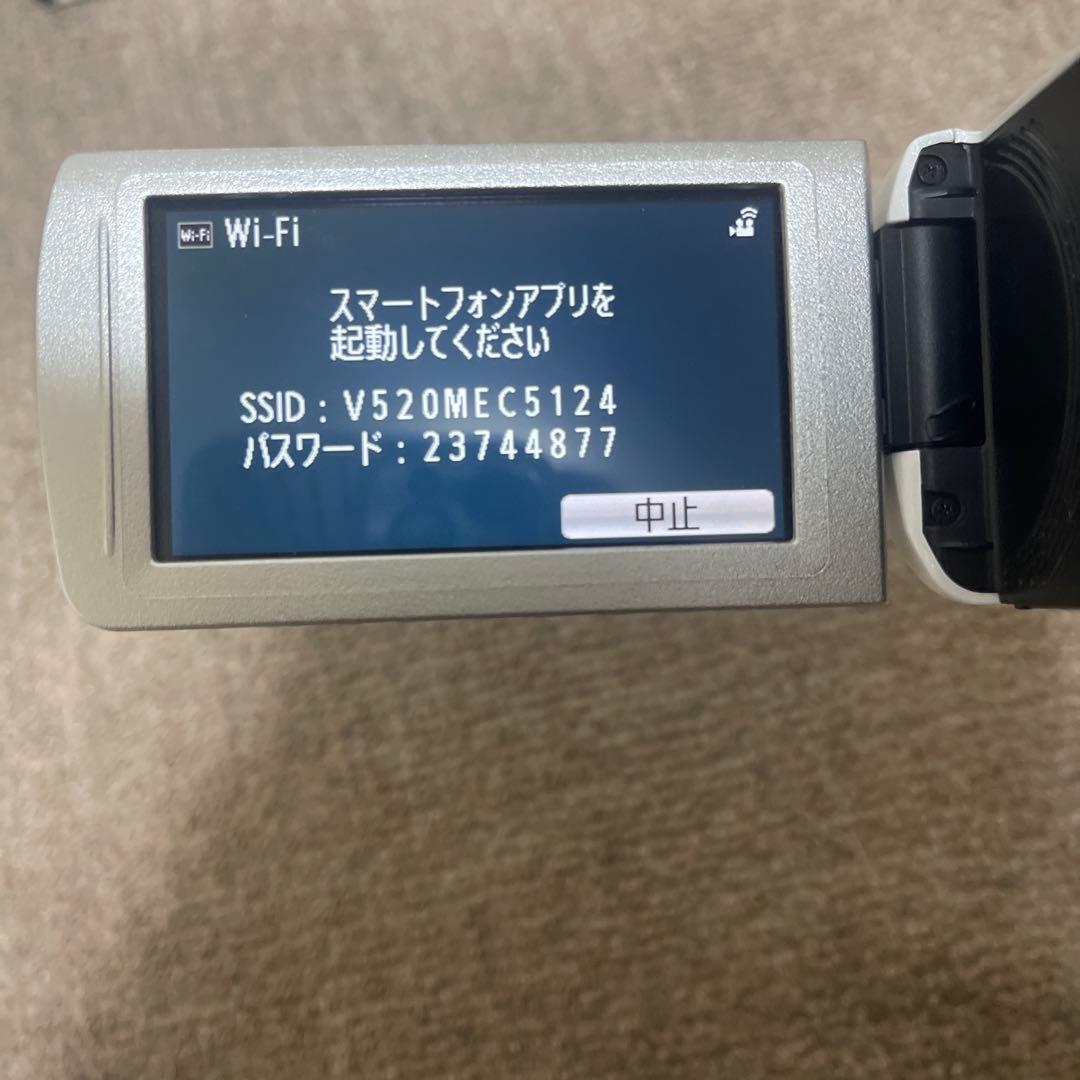 Wi-Fi Wi-Fi
スマートフォンアプリを
起動してください
SSID : V520MEC5124
パスワード : 23744877
中止